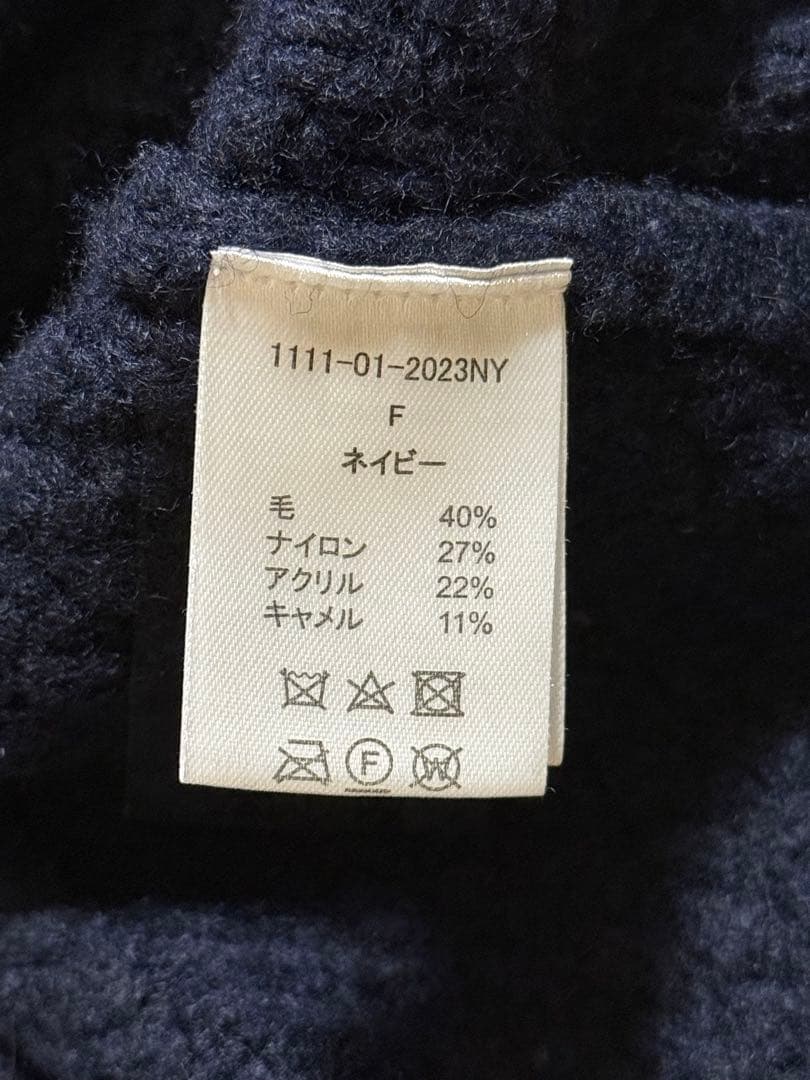 1111-01-2023NY
F
ネイビー
毛 40%
ナイロン 27%
アクリル 22%
キャメル 11%
F W